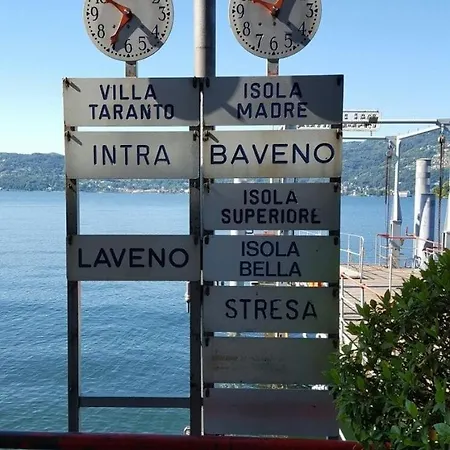 VILLA
TARANTO
INTRA
LAVENO
ISOLA
MADRE
BAVENO
ISOLA
SUPERIORE
ISOLA
BELLA
STRESA